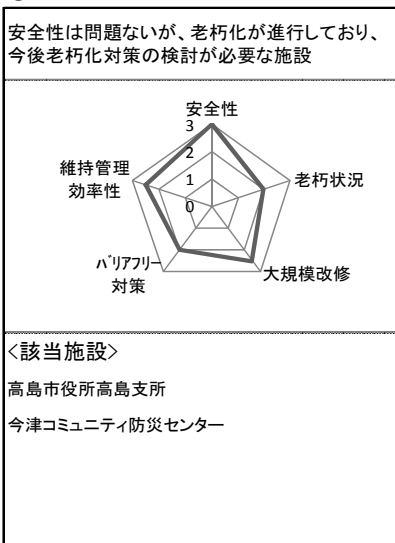 安全性は問題ないが、老朽化が進行しており、
今後老朽化対策の検討が必要な施設
安全性
3
2
1
0
維持管理
効率性
老朽状況
バリアフリー
対策
大規模改修
<該当施設>
高島市役所高島支所
今津コミュニティ防災センター